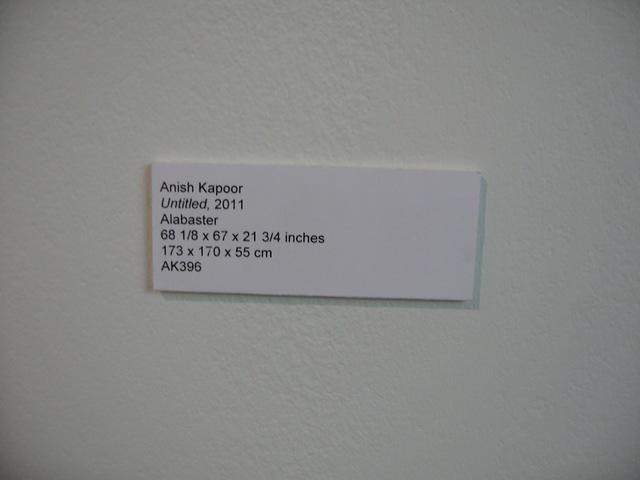 Anish Kapoor
Untitled, 2011
Alabaster
68 1/8 x 67 x 21 3/4 inches
173 x 170 x 55 cm
AK396